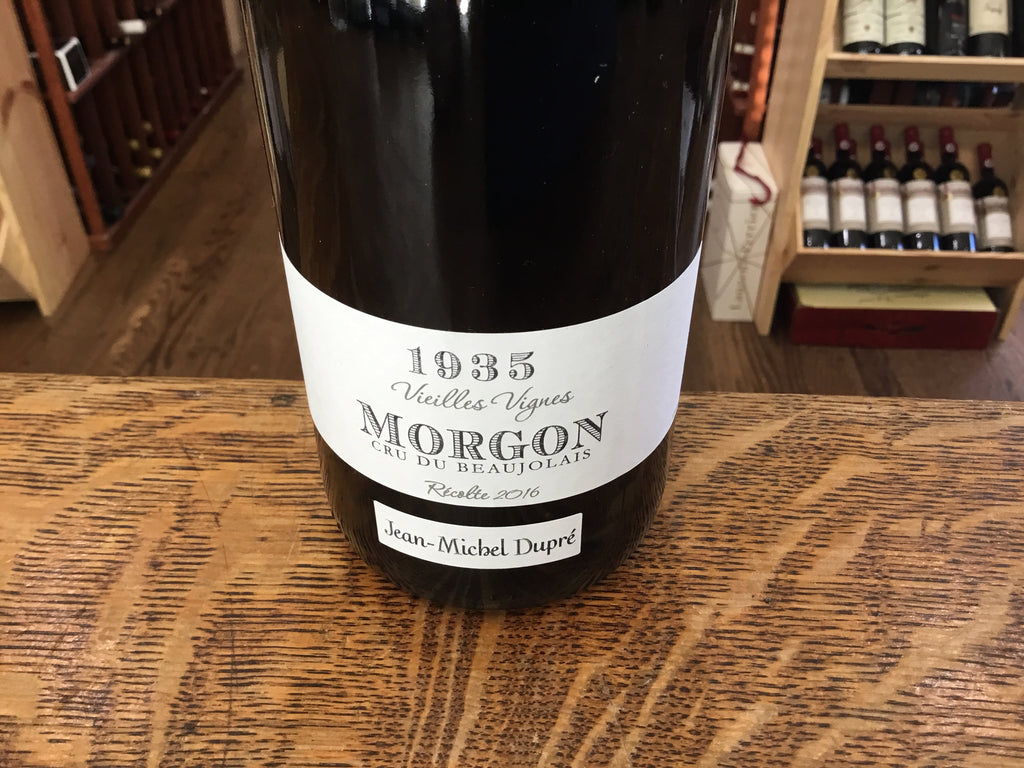 1935
Vieilles Vignes
MORGON
CRU DU BEAUJOLAIS
Récolte 2016
Jean-Michel Dupré